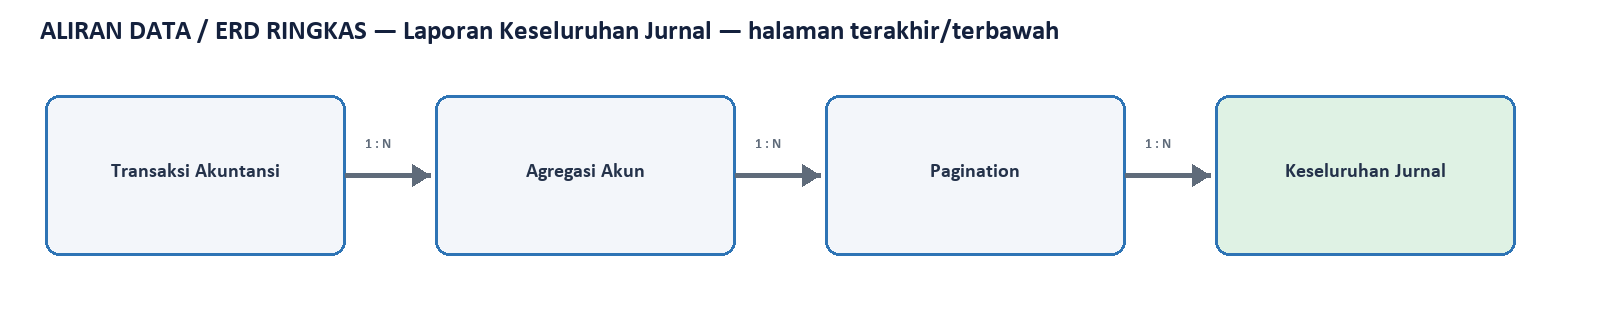 ALIRAN DATA / ERD RINGKAS — Laporan Keseluruhan Jurnal — halaman terakhir/terbawah
Transaksi Akuntansi
1 : N
Agregasi Akun
1 : N
Pagination
1 : N
Keseluruhan Jurnal